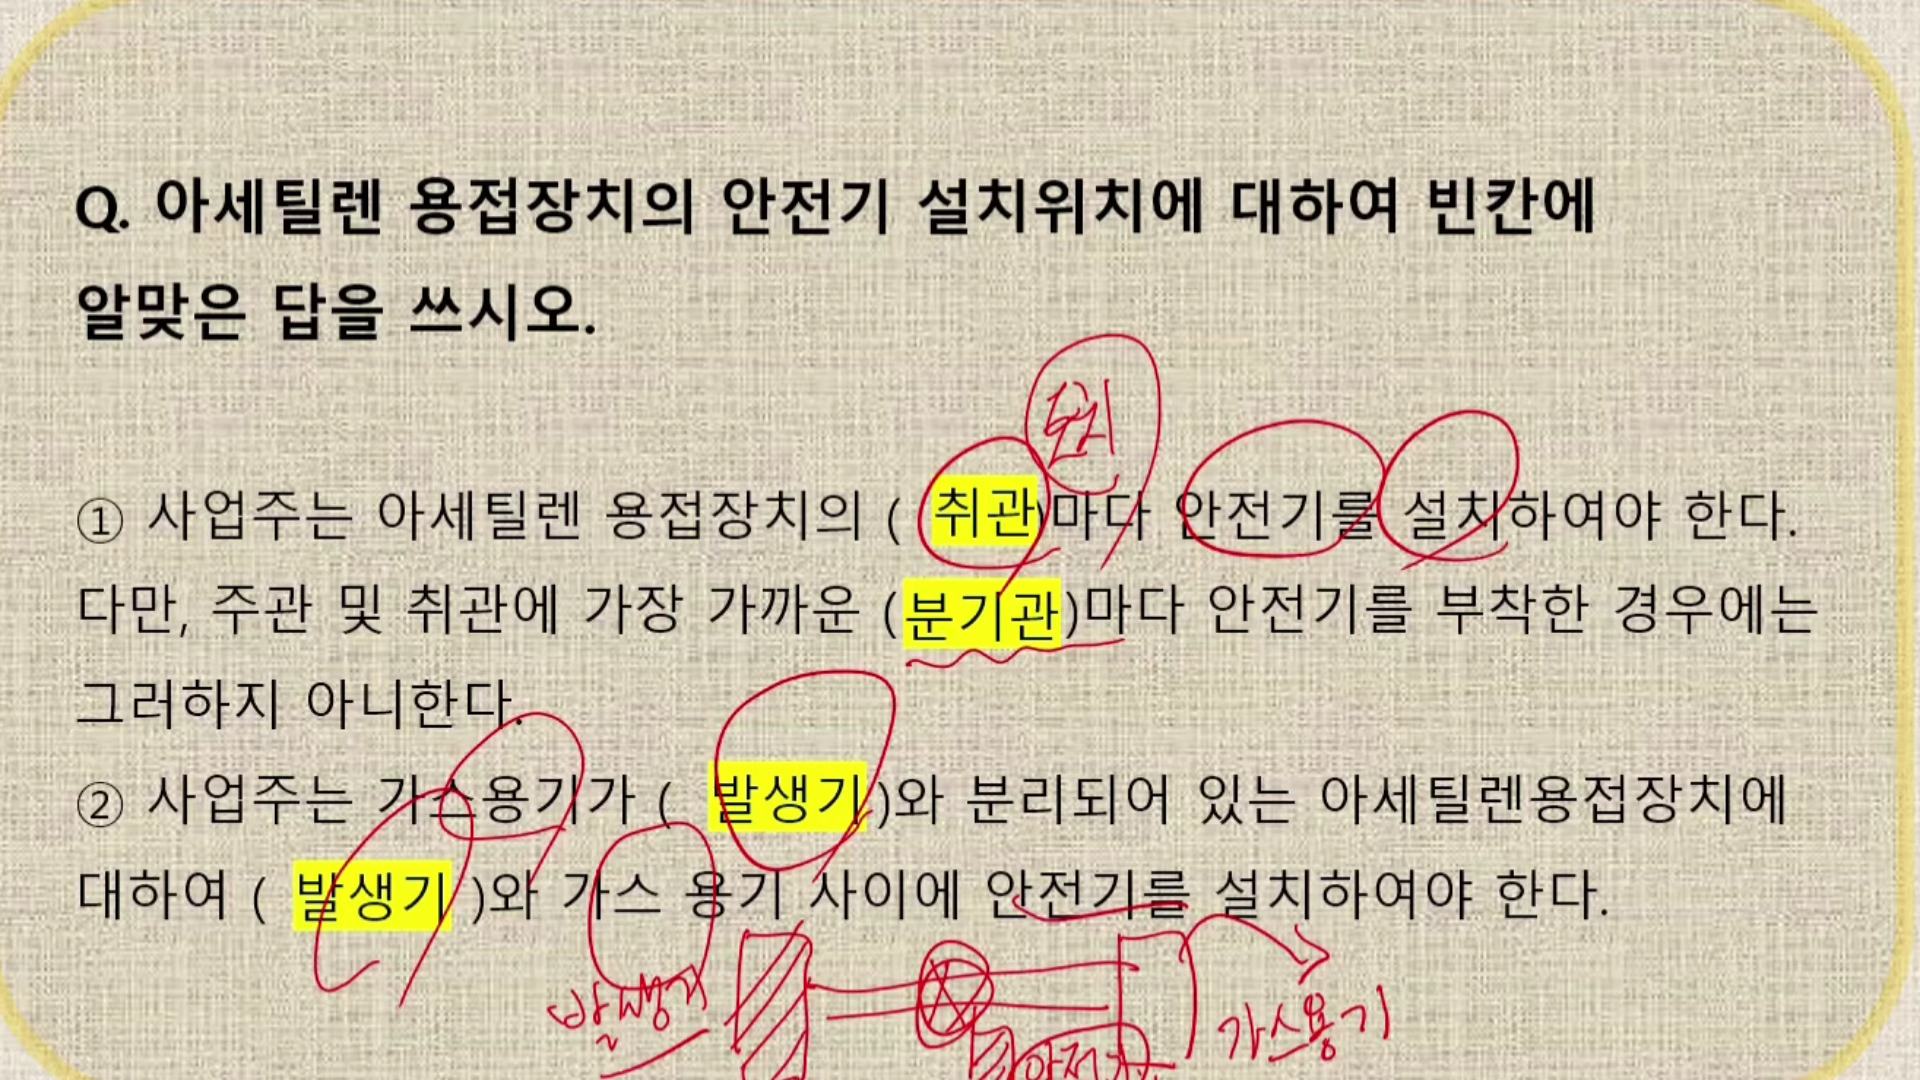 Q. 아세틸렌 용접장치의 안전기 설치위치에 대하여 빈칸에
알맞은 답을 쓰시오.
① 사업주는 아세틸렌 용접장치의 ( 취관)마다 안전기를 설치하여야 한다.
다만, 주관 및 취관에 가장 가까운 (분기관)마다 안전기를 부착한 경우에는
그러하지 아니한다.
② 사업주는 가스용기가 ( 발생기 )와 분리되어 있는 아세틸렌용접장치에
대하여 ( 발생기 )와 가스 용기 사이에 안전기를 설치하여야 한다.
발생기
가스용기
안전기